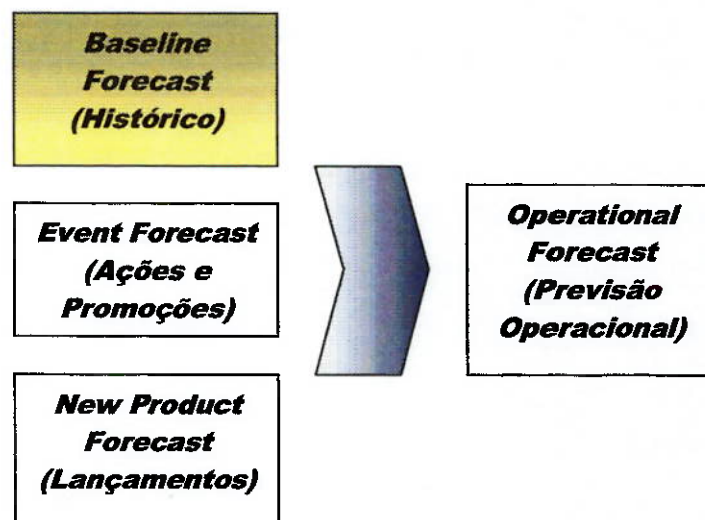 Baseline
Forecast
(Histórico)
Event Forecast
(Ações e
Promoções)
New Product
Forecast
(Lançamentos)
Operational
Forecast
(Previsão
Operacional)